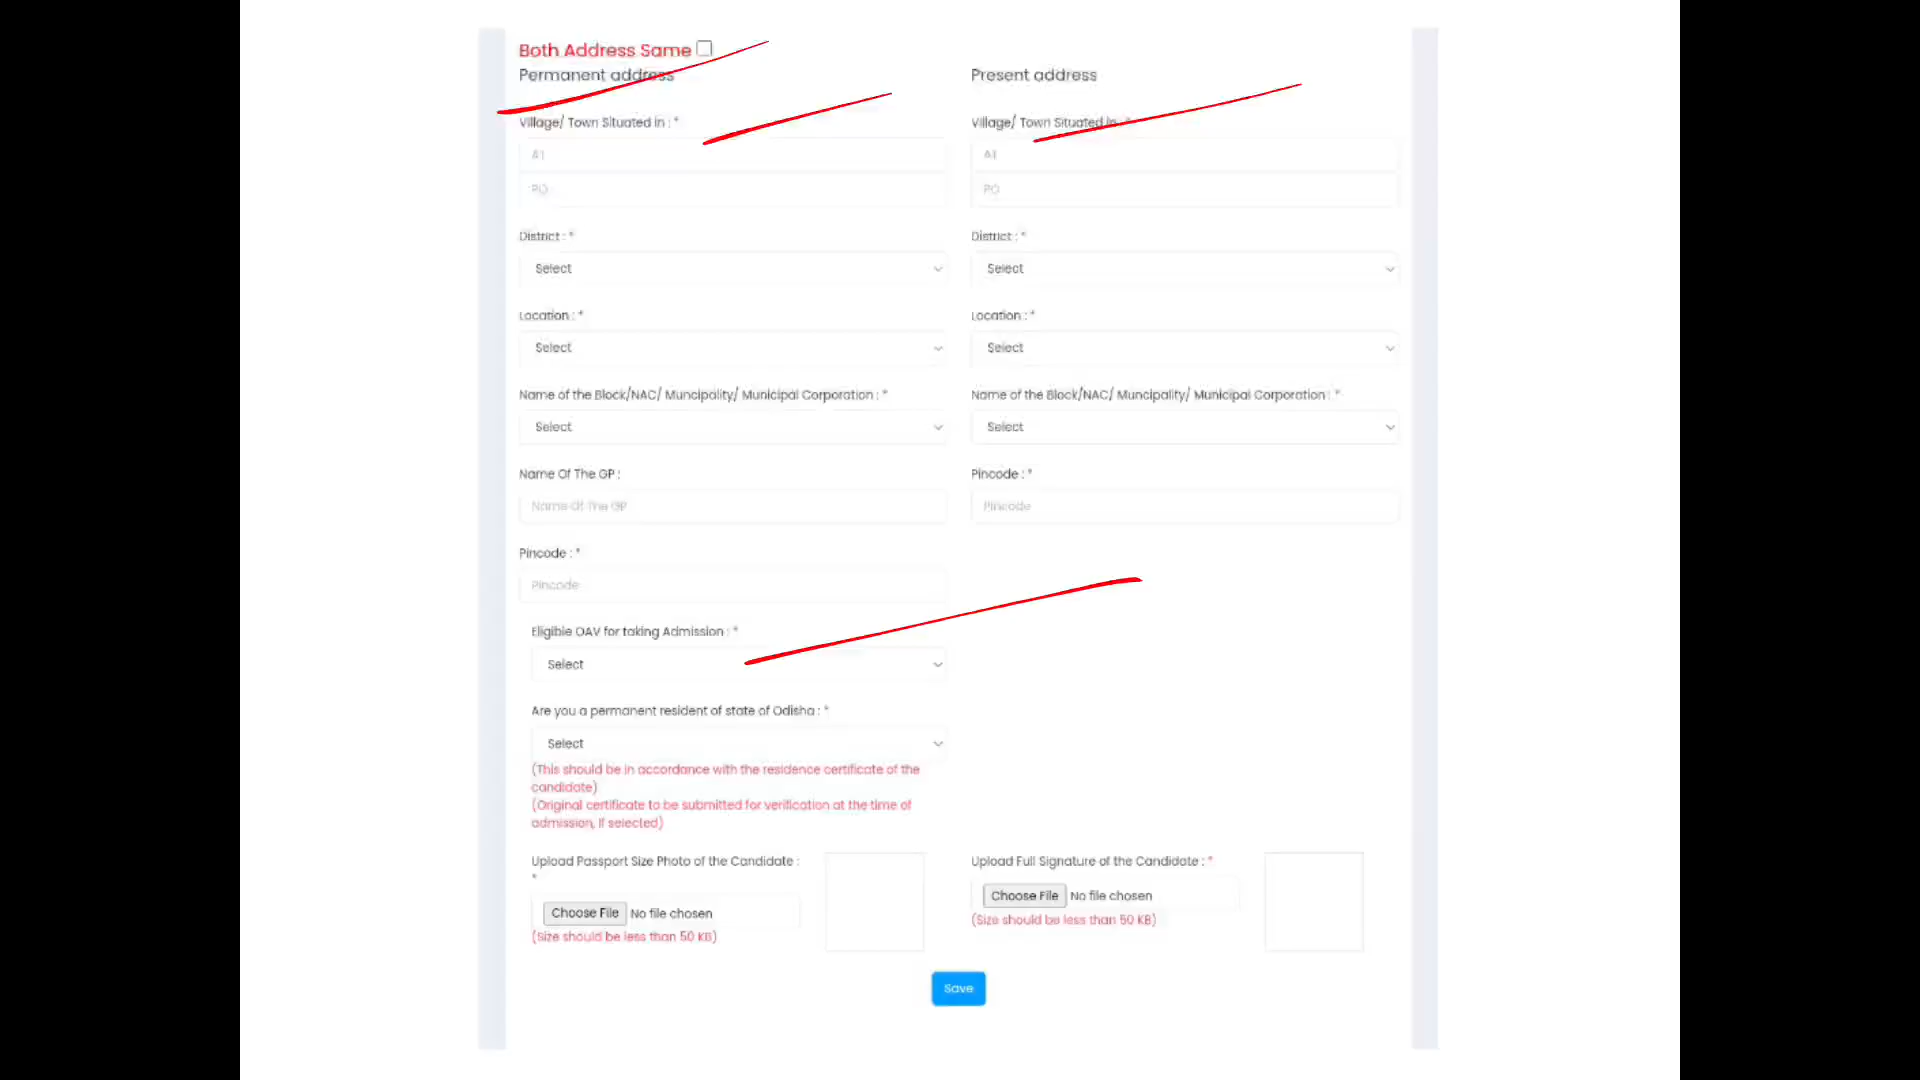 Both Address Same
Permanent address
Village/ Town Situated in : *
At
PO
District : *
Select
Location : *
Select
Name of the Block/NAC/ Muncipality/ Municipal Corporation : *
Select
Name Of The GP :
Name Of The GP
Pincode : *
Pincode
Present address
Village/ Town Situated in : *
At
PO
District : *
Select
Location : *
Select
Name of the Block/NAC/ Muncipality/ Municipal Corporation : *
Select
Pincode : *
Pincode
Eligible OAV for taking Admission : *
Select
Are you a permanent resident of state of Odisha : *
Select
(This should be in accordance with the residence certificate of the
candidate)
(Original certificate to be submitted for verification at the time of
admission, If selected)
Upload Passport Size Photo of the Candidate :
*
Choose File No file chosen
(Size should be less than 50 KB)
Upload Full Signature of the Candidate : *
Choose File No file chosen
(Size should be less than 50 KB)
Save